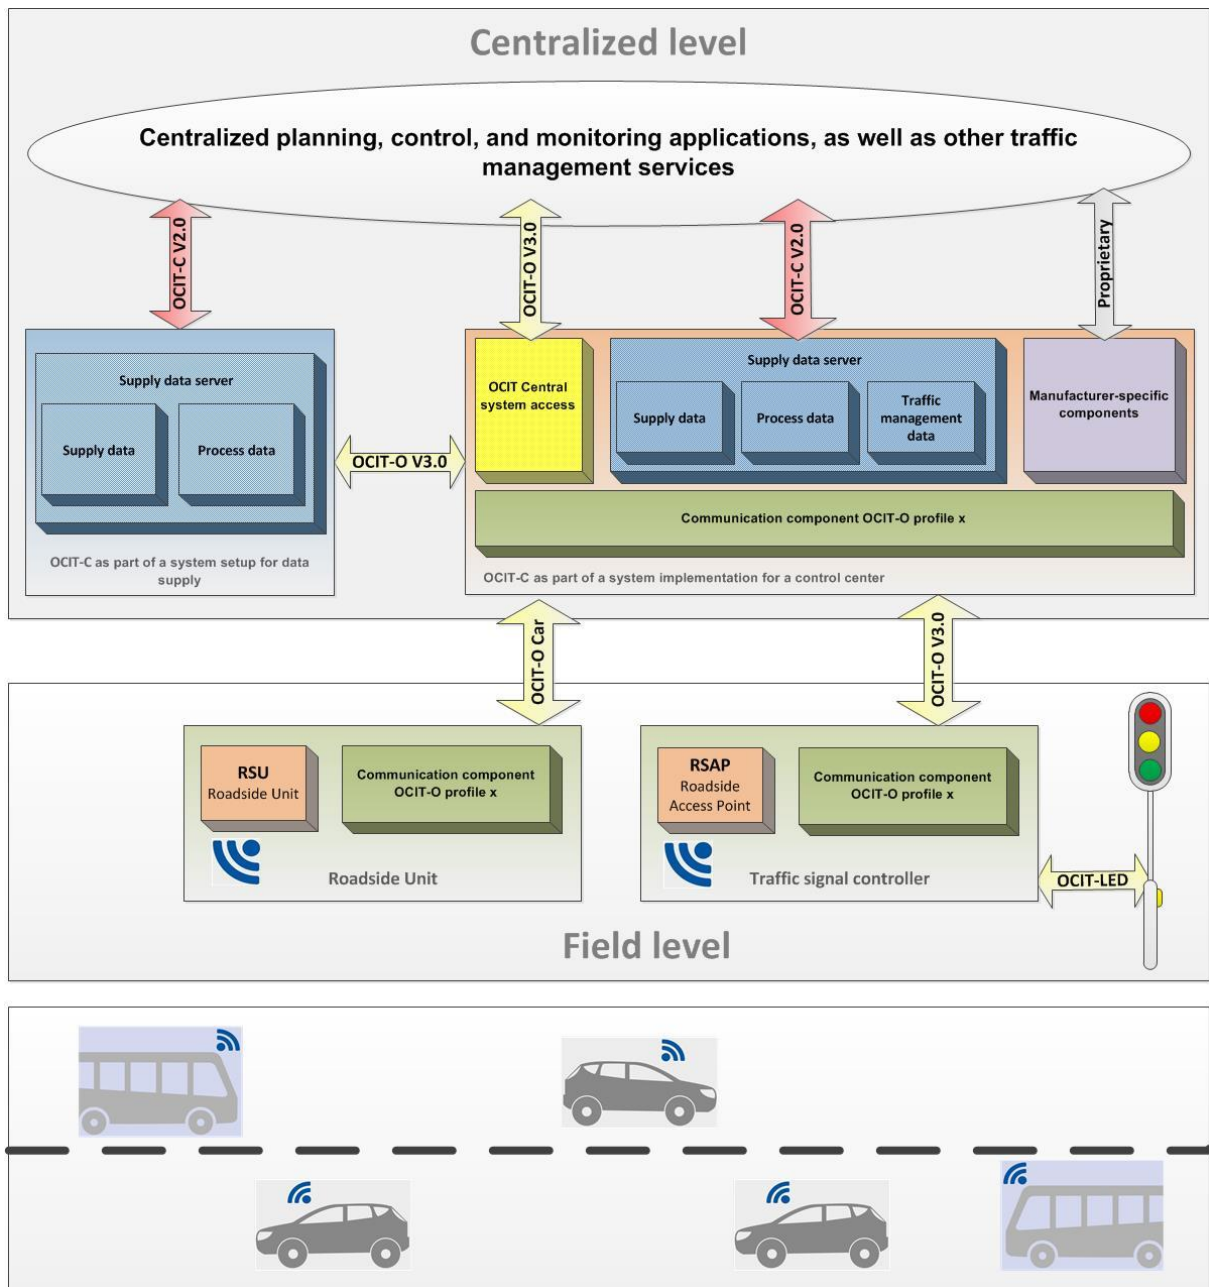 Centralized level
Centralized planning, control, and monitoring applications, as well as other traffic
management services
OCIT-C V2.0
OCIT-O V3.0
OCIT-C V2.0
Proprietary
Supply data server
Supply data
Process data
OCIT-C as part of a system setup for data
supply
OCIT-O V3.0
OCIT Central
system access
Supply data server
Supply data
Process data
Traffic
management
data
Manufacturer-specific
components
Communication component OCIT-O profile x
OCIT-C as part of a system implementation for a control center
OCIT-O Car
OCIT-O V3.0
RSU
Roadside Unit
Communication component
OCIT-O profile x
Roadside Unit
RSAP
Roadside
Access Point
Communication component
OCIT-O profile x
Traffic signal controller
OCIT-LED
Field level